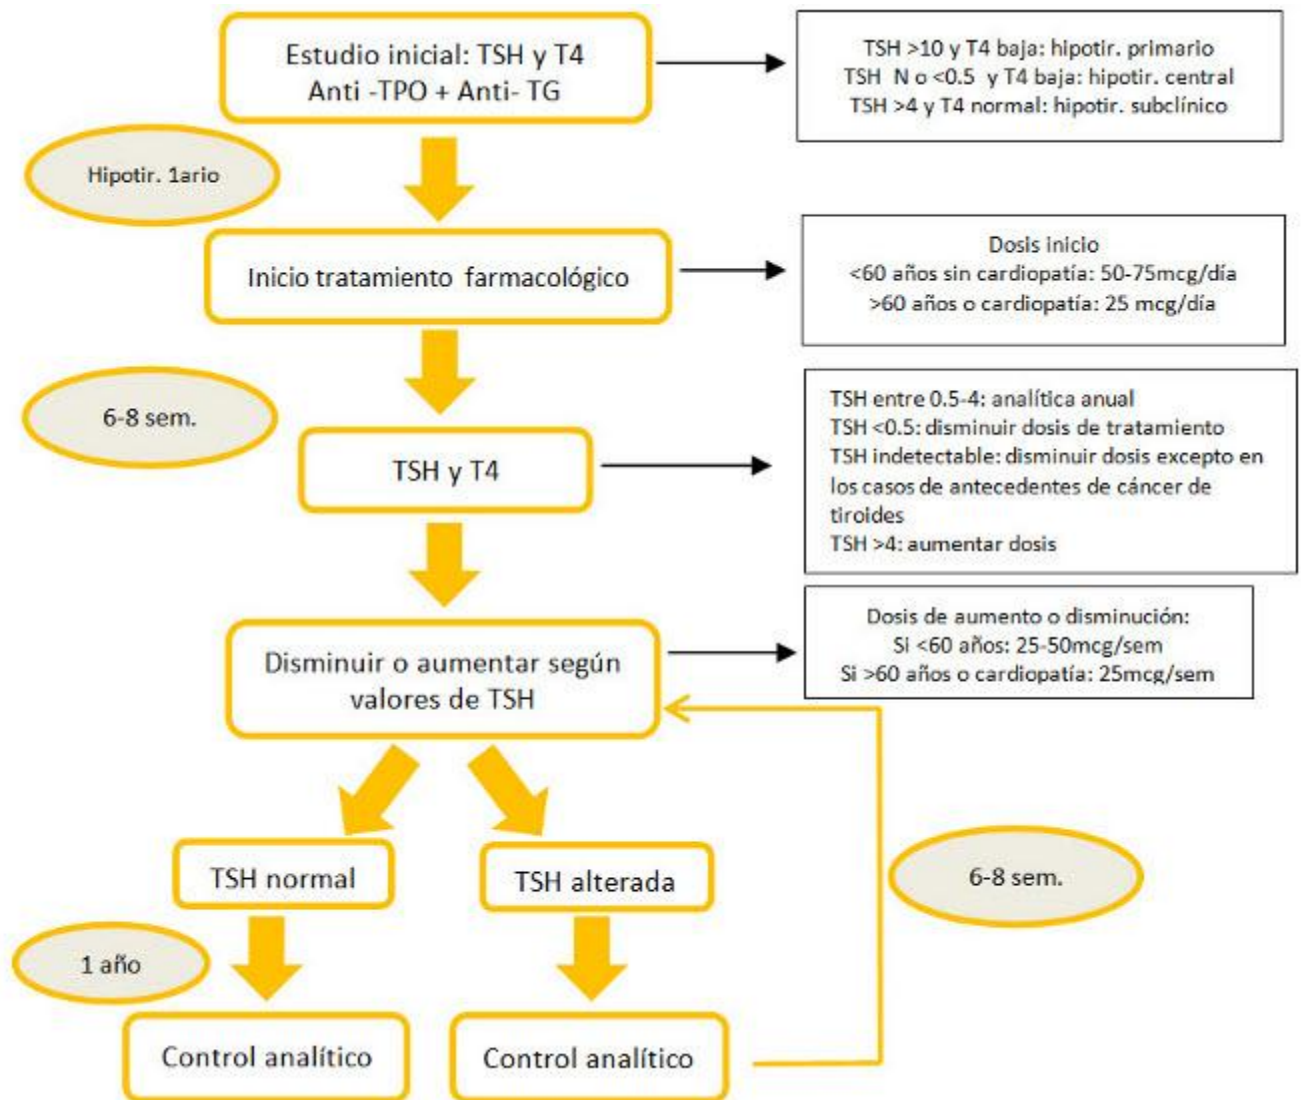 Estudio inicial: TSH y T4
Anti -TPO + Anti- TG
TSH >10 y T4 baja: hipotir. primario
TSH N o <0.5 y T4 baja: hipotir. central
TSH >4 y T4 normal: hipotir. subclínico
Hipotir. 1ario
Inicio tratamiento farmacológico
Dosis inicio
<60 años sin cardiopatía: 50-75mcg/día
>60 años o cardiopatía: 25 mcg/día
6-8 sem.
TSH y T4
TSH entre 0.5-4: analítica anual
TSH <0.5: disminuir dosis de tratamiento
TSH indetectable: disminuir dosis excepto en
los casos de antecedentes de cáncer de
tiroides
TSH >4: aumentar dosis
Disminuir o aumentar según
valores de TSH
Dosis de aumento o disminución:
Si <60 años: 25-50mcg/sem
Si >60 años o cardiopatía: 25mcg/sem
TSH normal
TSH alterada
6-8 sem.
1 año
Control analítico
Control analítico